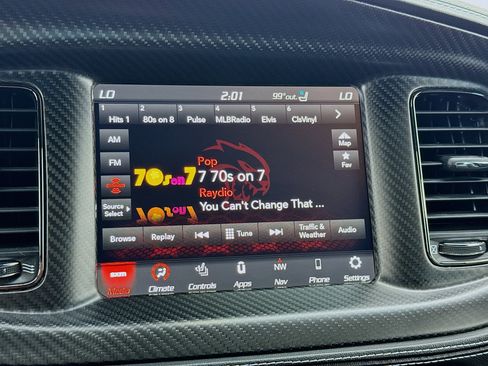 LO 2:01 99°out. LO
1 2 3 4 5 6
Hits 1 80s on 8 Pulse MLBRadio Elvis ClsVinyl
AM
Map
FM
Pop
Fav
70s on 7 7 70s on 7
Raydio
Source
Select
You Can't Change That ...
Browse Replay Tune Traffic & Weather Audio
sxm NW
Climate Controls Apps Nav Phone Settings